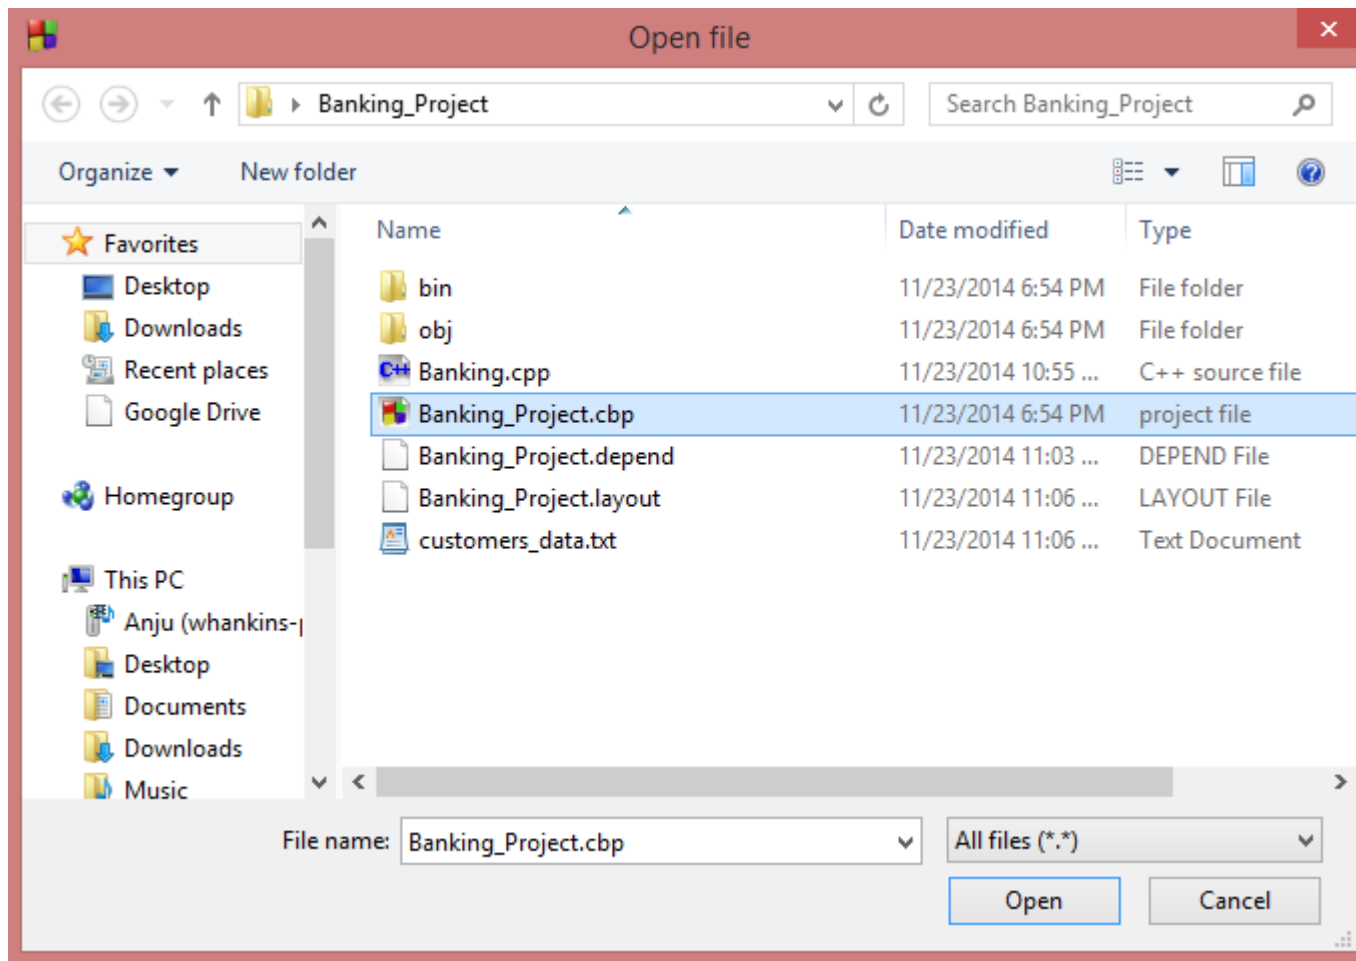 Open file
Banking_Project
Search Banking_Project
Organize
New folder
Favorites
Desktop
Downloads
Recent places
Google Drive
Homegroup
This PC
Anju (whankins-
Desktop
Documents
Downloads
Music
Name Date modified Type
bin 11/23/2014 6:54 PM File folder
obj 11/23/2014 6:54 PM File folder
C++ Banking.cpp 11/23/2014 10:55 ... C++ source file
Banking_Project.cbp 11/23/2014 6:54 PM project file
Banking_Project.depend 11/23/2014 11:03 ... DEPEND File
Banking_Project.layout 11/23/2014 11:06 ... LAYOUT File
customers_data.txt 11/23/2014 11:06 ... Text Document
File name: Banking_Project.cbp All files (*.*)
Open Cancel